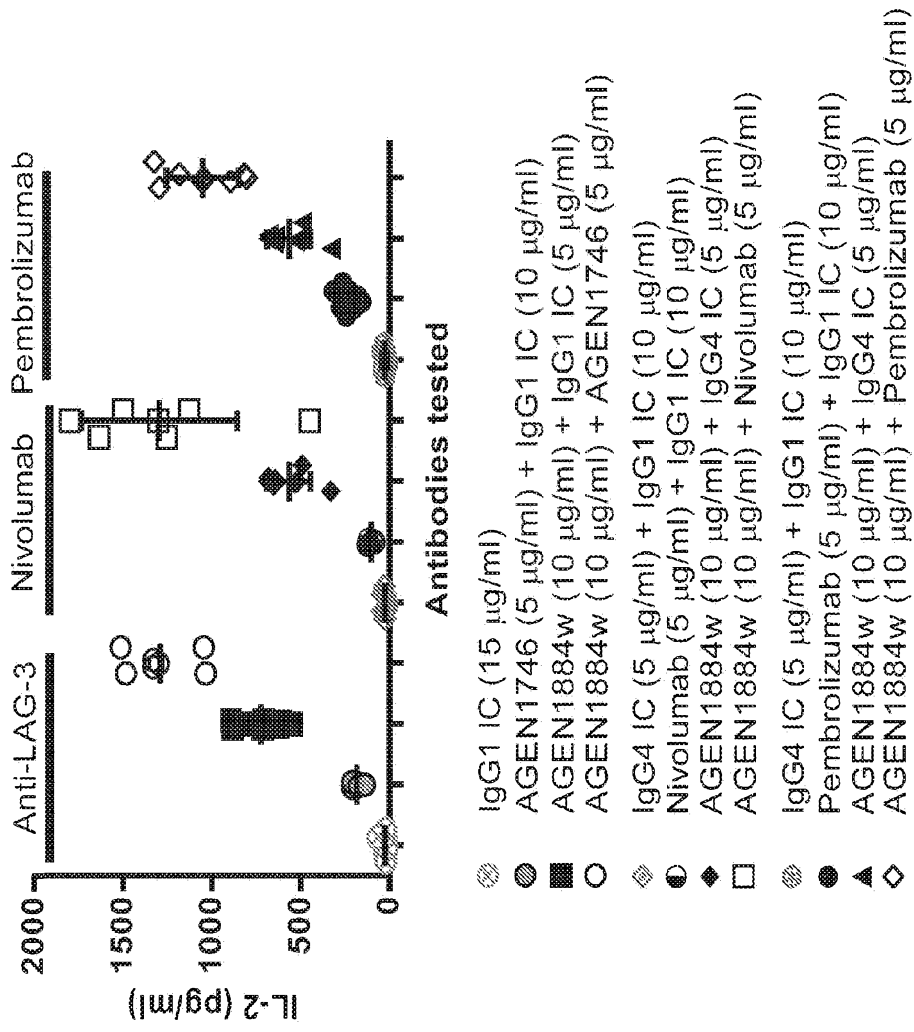 Anti-LAG-3
Nivolumab
Pembrolizumab
IL-2 (pg/ml)
2000
1500
1000
500
0
Antibodies tested
IgG1 IC (15 µg/ml)
AGEN1746 (5 µg/ml) + IgG1 IC (10 µg/ml)
AGEN1884w (10 µg/ml) + IgG1 IC (5 µg/ml)
AGEN1884w (10 µg/ml) + AGEN1746 (5 µg/ml)
IgG4 IC (5 µg/ml) + IgG1 IC (10 µg/ml)
Nivolumab (5 µg/ml) + IgG1 IC (10 µg/ml)
AGEN1884w (10 µg/ml) + IgG4 IC (5 µg/ml)
AGEN1884w (10 µg/ml) + Nivolumab (5 µg/ml)
IgG4 IC (5 µg/ml) + IgG1 IC (10 µg/ml)
Pembrolizumab (5 µg/ml) + IgG1 IC (10 µg/ml)
AGEN1884w (10 µg/ml) + IgG4 IC (5 µg/ml)
AGEN1884w (10 µg/ml) + Pembrolizumab (5 µg/ml)